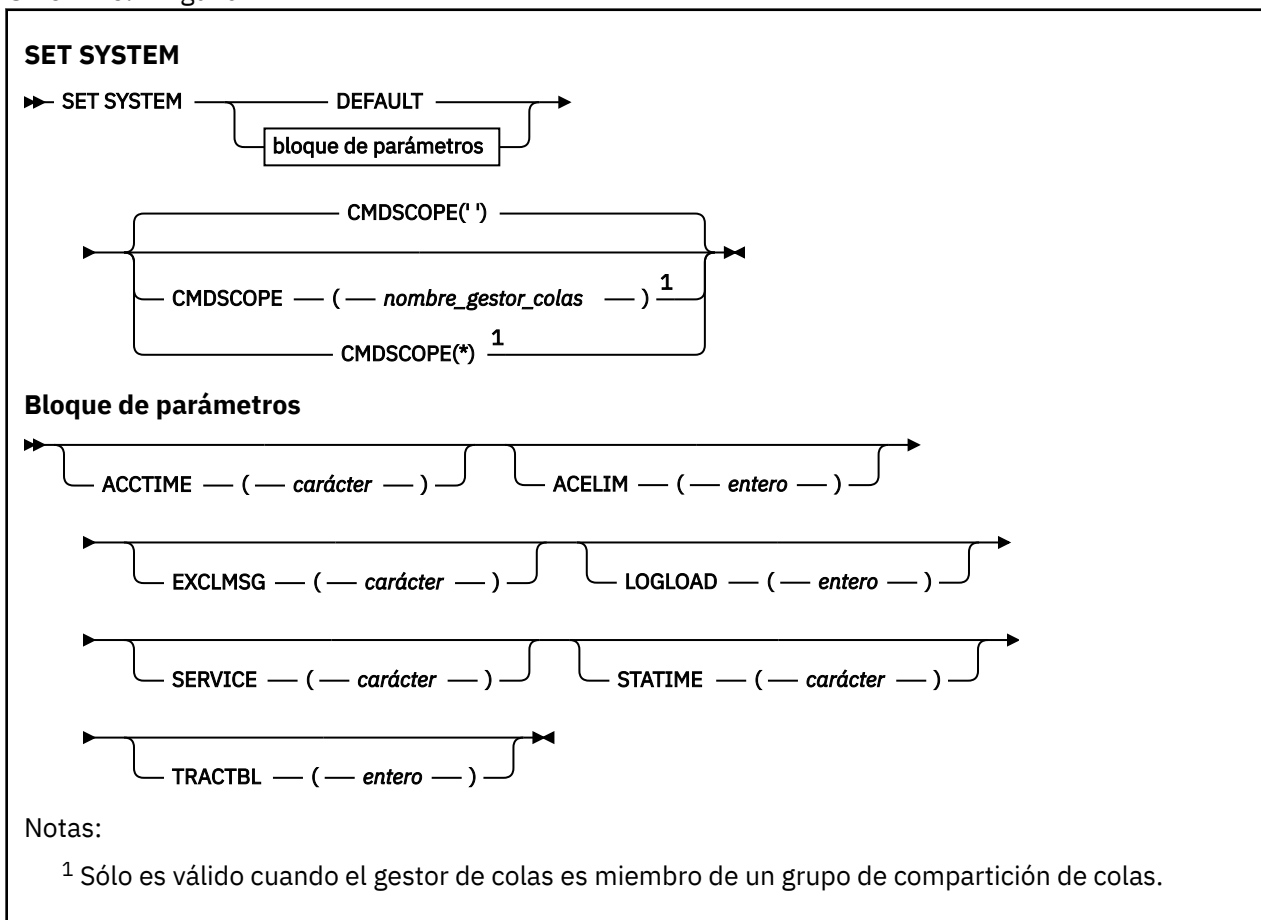 SET SYSTEM
SET SYSTEM DEFAULT
bloque de parámetros
CMDSCOPE(' ')
CMDSCOPE ( nombre_gestor_colas ) 1
CMDSCOPE(*) 1
Bloque de parámetros
ACCTIME ( carácter ) ACELIM ( entero )
EXCLMSG ( carácter ) LOGLOAD ( entero )
SERVICE ( carácter ) STATIME ( carácter )
TRACTBL ( entero )
Notas:
1 Sólo es válido cuando el gestor de colas es miembro de un grupo de compartición de colas.